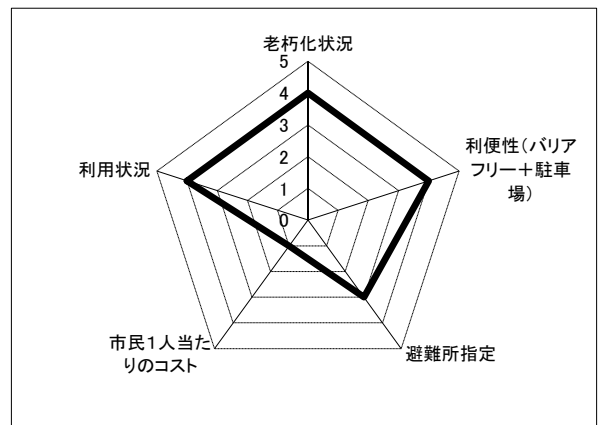 老朽化状況
5
4
3
2
1
0
利便性(バリア
フリー＋駐車
場)
利用状況
市民１人当た
りのコスト
避難所指定